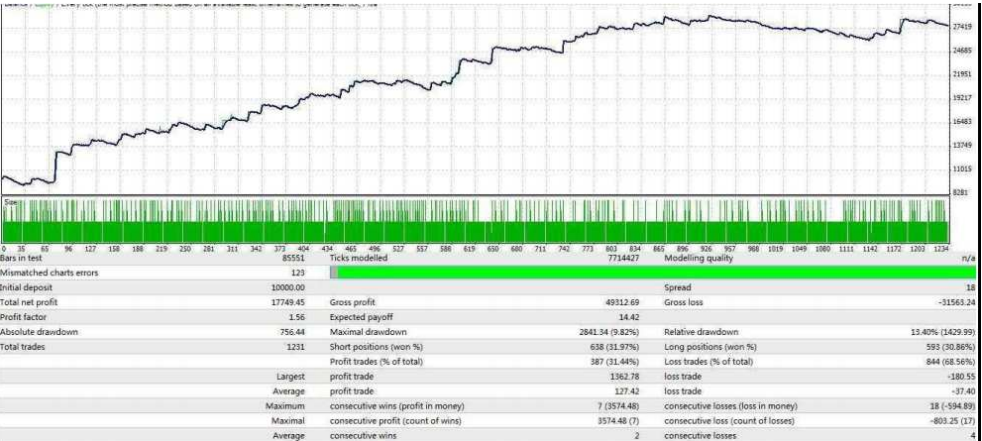 27419
24685
21951
19217
16483
13749
11015
8281
Size
0 35 65 96 127 158 188 219 250 281 311 342 373 404 434 465 496 527 557 588 619 650 680 711 742 773 803 834 865 896 926 957 988 1019 1049 1080 1111 1142 1172 1203 1234
Bars in test 85551 Ticks modelled 7714427 Modelling quality n/a
Mismatched charts errors 123
Initial deposit 10000.00 Spread 18
Total net profit 17749.45 Gross profit 49312.69 Gross loss -31563.24
Profit factor 1.56 Expected payoff 14.42
Absolute drawdown 756.44 Maximal drawdown 2841.34 (9.82%) Relative drawdown 13.40% (1429.99)
Total trades 1231 Short positions (won %) 638 (31.97%) Long positions (won %) 593 (30.86%)
Profit trades (% of total) 387 (31.44%) Loss trades (% of total) 844 (68.56%)
Largest profit trade 1362.78 loss trade -180.55
Average profit trade 127.42 loss trade -37.40
Maximum consecutive wins (profit in money) 7 (3574.48) consecutive losses (loss in money) 18 (-594.89)
Maximal consecutive profit (count of wins) 3574.48 (7) consecutive loss (count of losses) -803.25 (17)
Average consecutive wins 2 consecutive losses 4